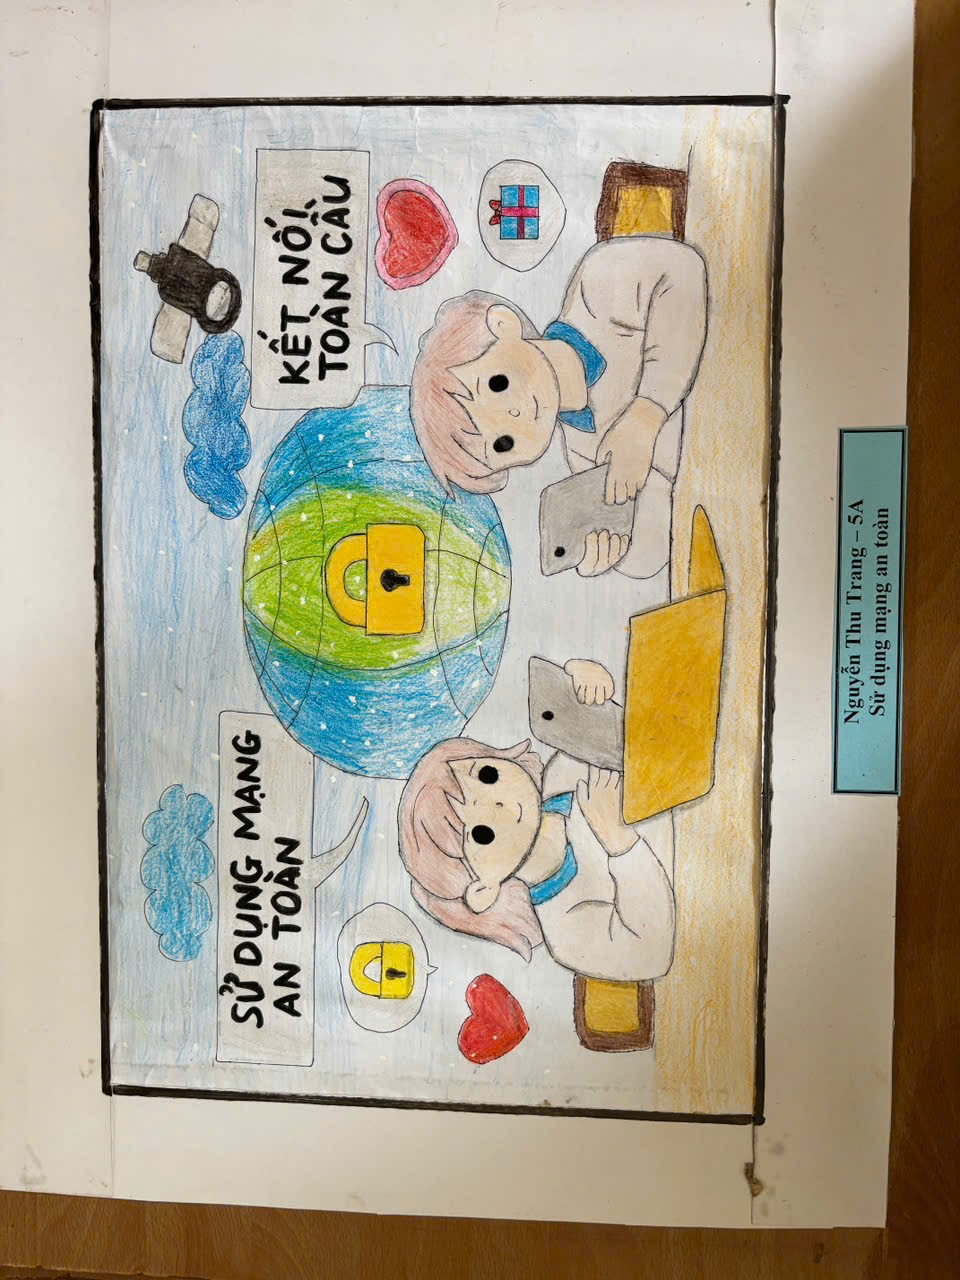 SỬ DỤNG MẠNG
AN TOÀN
KẾT NỐI
TOÀN CẦU
Nguyễn Thu Trang – 5A
Sử dụng mạng an toàn